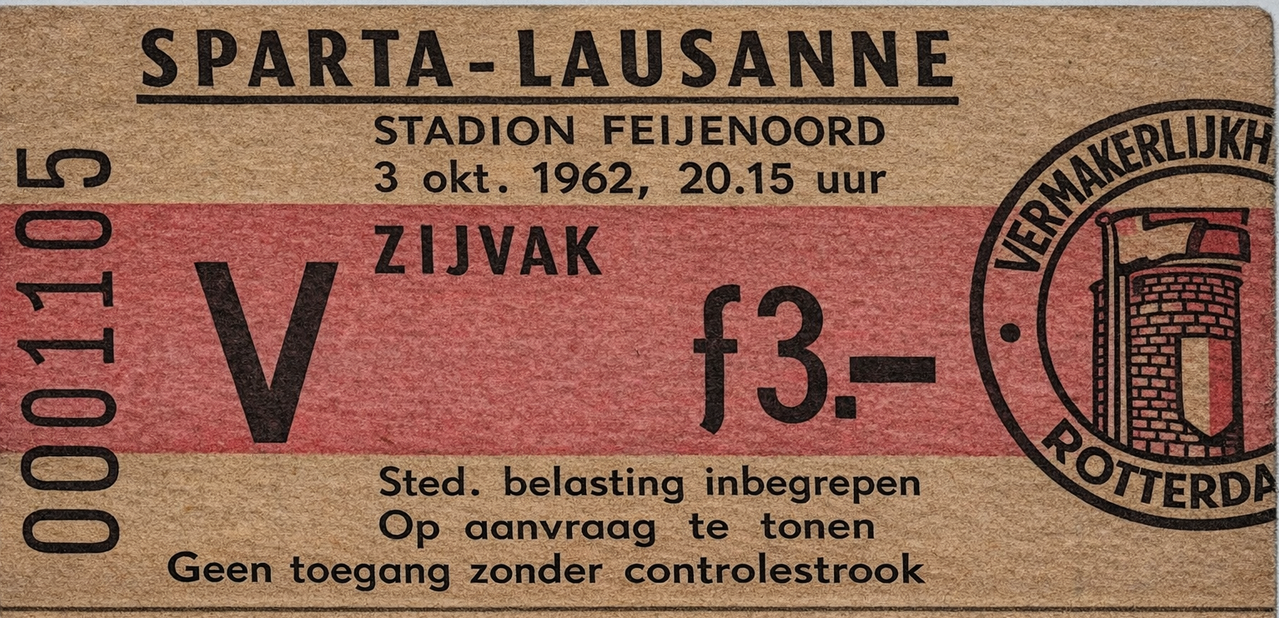 SPARTA-LAUSANNE
STADION FEIJENOORD
3 okt. 1962, 20.15 uur
ZIJVAK
V
f3.-
Sted. belasting inbegrepen
Op aanvraag te tonen
Geen toegang zonder controlestrook
0001105
VERMAKERLIJKH
ROTTERDA